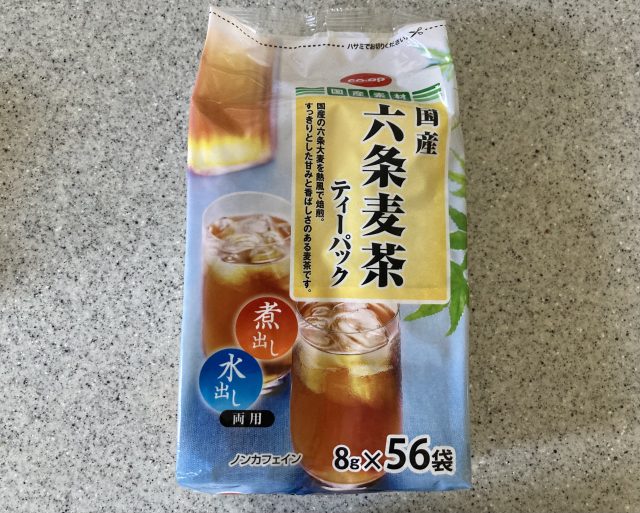 ハサミでお切りください。
co・op
国産素材
国産
六条麦茶
ティーパック
国産の六条大麦を熱風で焙煎。
すっきりとした甘みと香ばしさのある麦茶です。
煮出し
水出し
両用
ノンカフェイン
8g×56袋